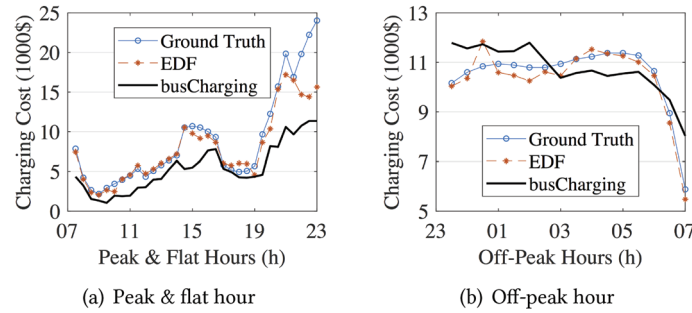 25
20
15
10
5
0
Charging Cost (1000$)
Ground Truth
EDF
busCharging
07
11
15
19
23
Peak & Flat Hours (h)
(a) Peak & flat hour
13
11
9
7
5
Charging Cost (1000$)
Ground Truth
EDF
busCharging
23
01
03
05
07
Off-Peak Hours (h)
(b) Off-peak hour